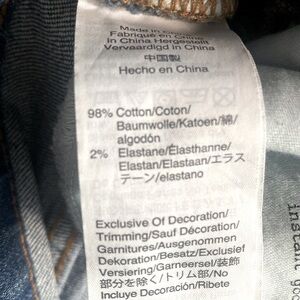 Made in China
Fabriqué en Chine
In China Hergestellt
Vervaardigd in China
中国製
Hecho en China
98% Cotton/Coton/
Baumwolle/Katoen/綿/
algodón
2% Elastane/Élasthanne/
Elastan/Elastaan/エラス
テーン/elastano
Exclusive Of Decoration/
Trimming/Sauf Décoration/
Garnitures/Ausgenommen
Dekoration/Besatz/Exclusief
Versiering/Garneersel/装飾
部分を除く/トリム部/No
Incluye Decoración/Ribete